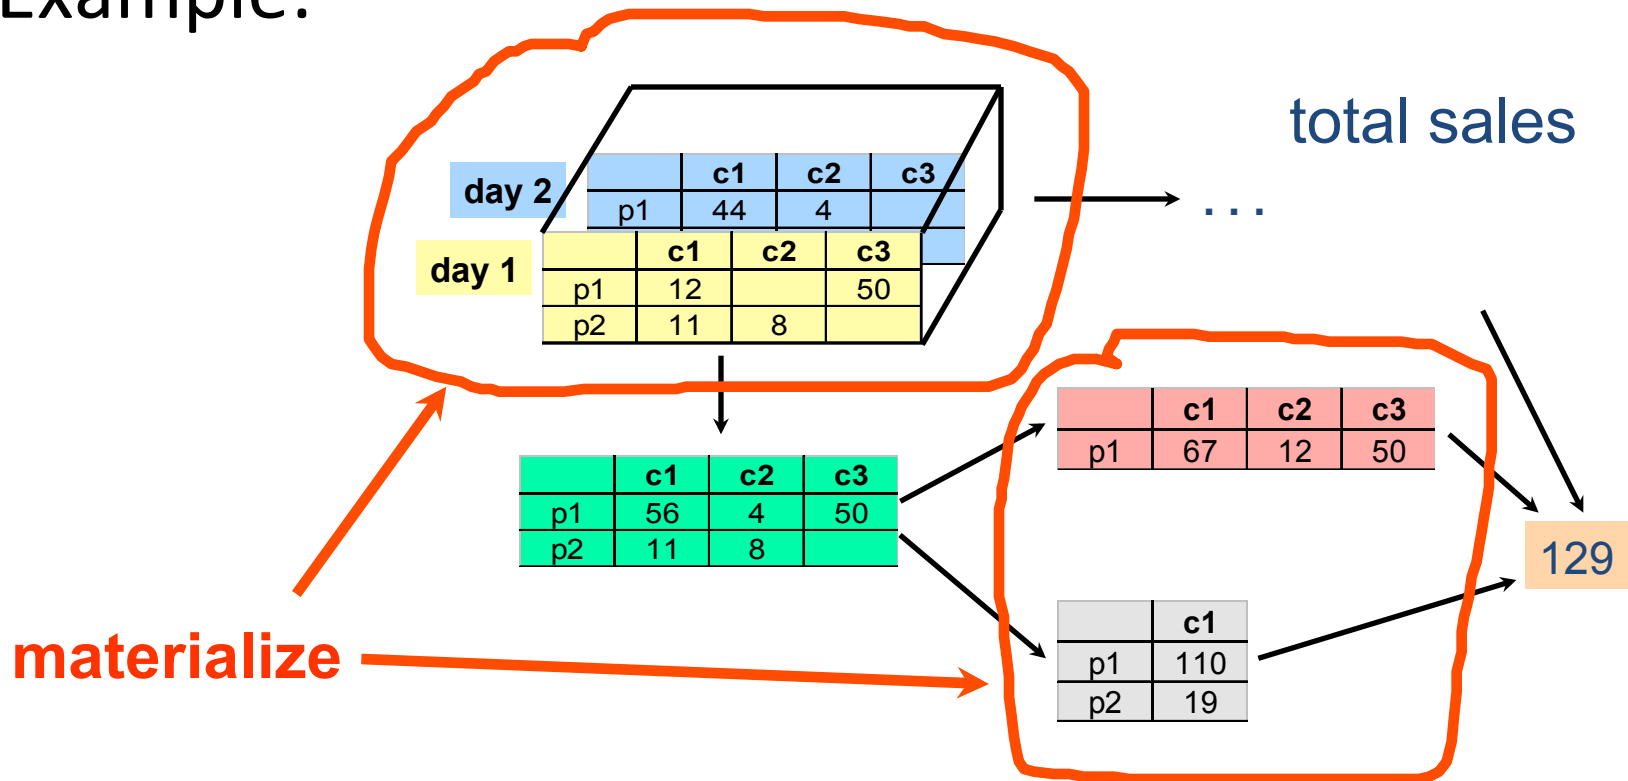 Example:
total sales
day 2
c1 c2 c3
p1 44 4
. . .
day 1
c1 c2 c3
p1 12 50
p2 11 8
c1 c2 c3
p1 67 12 50
c1 c2 c3
p1 56 4 50
p2 11 8
129
c1
p1 110
p2 19
materialize